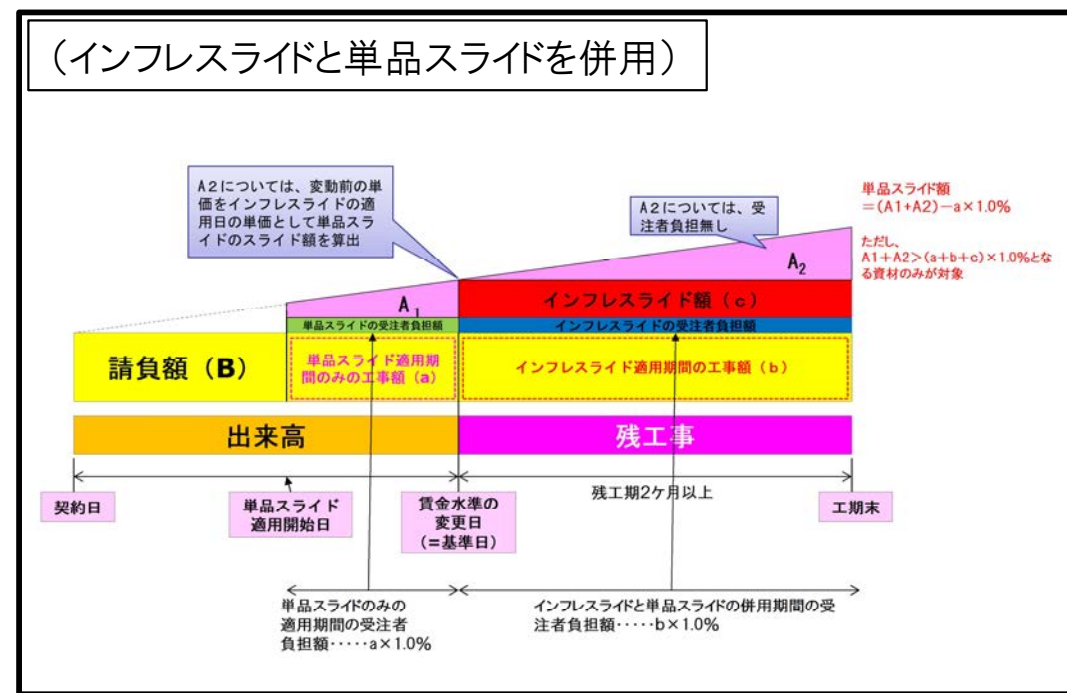 （インフレスライドと単品スライドを併用）
A2については、変動前の単
価をインフレスライドの適
用日の単価として単品スラ
イドのスライド額を算出
A2については、受
注者負担無し
単品スライド額
＝(A1+A2)－a×1.0%
ただし、
A1＋A2＞(a＋b＋c)×1.0%とな
る資材のみが対象
A1
A2
単品スライドの受注者負担額
インフレスライド額（c）
インフレスライドの受注者負担額
請負額（B）
単品スライド適用期
間のみの工事額（a）
インフレスライド適用期間の工事額（b）
出来高
残工事
契約日
単品スライド
適用開始日
賃金水準の
変更日
(=基準日)
残工期2ケ月以上
工期末
単品スライドのみの
適用期間の受注者
負担額･････a×1.0%
インフレスライドと単品スライドの併用期間の受
注者負担額･････b×1.0%